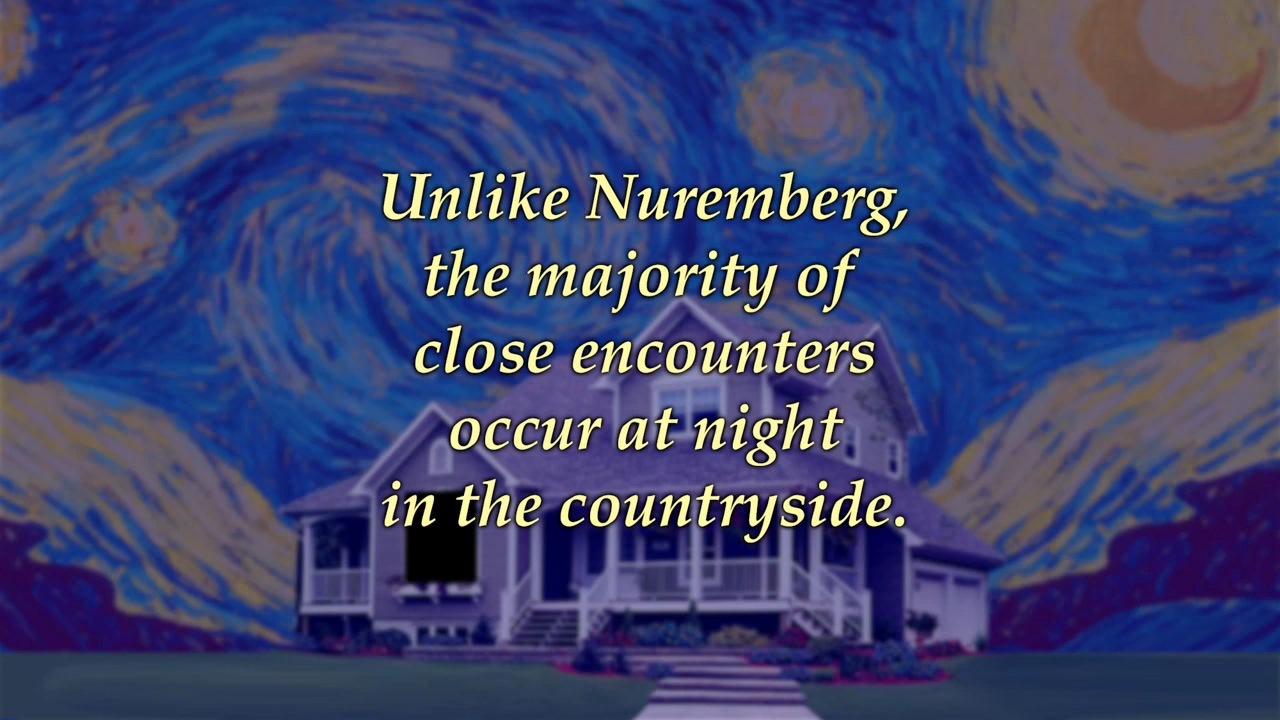 Unlike Nuremberg,
the majority of
close encounters
occur at night
in the countryside.